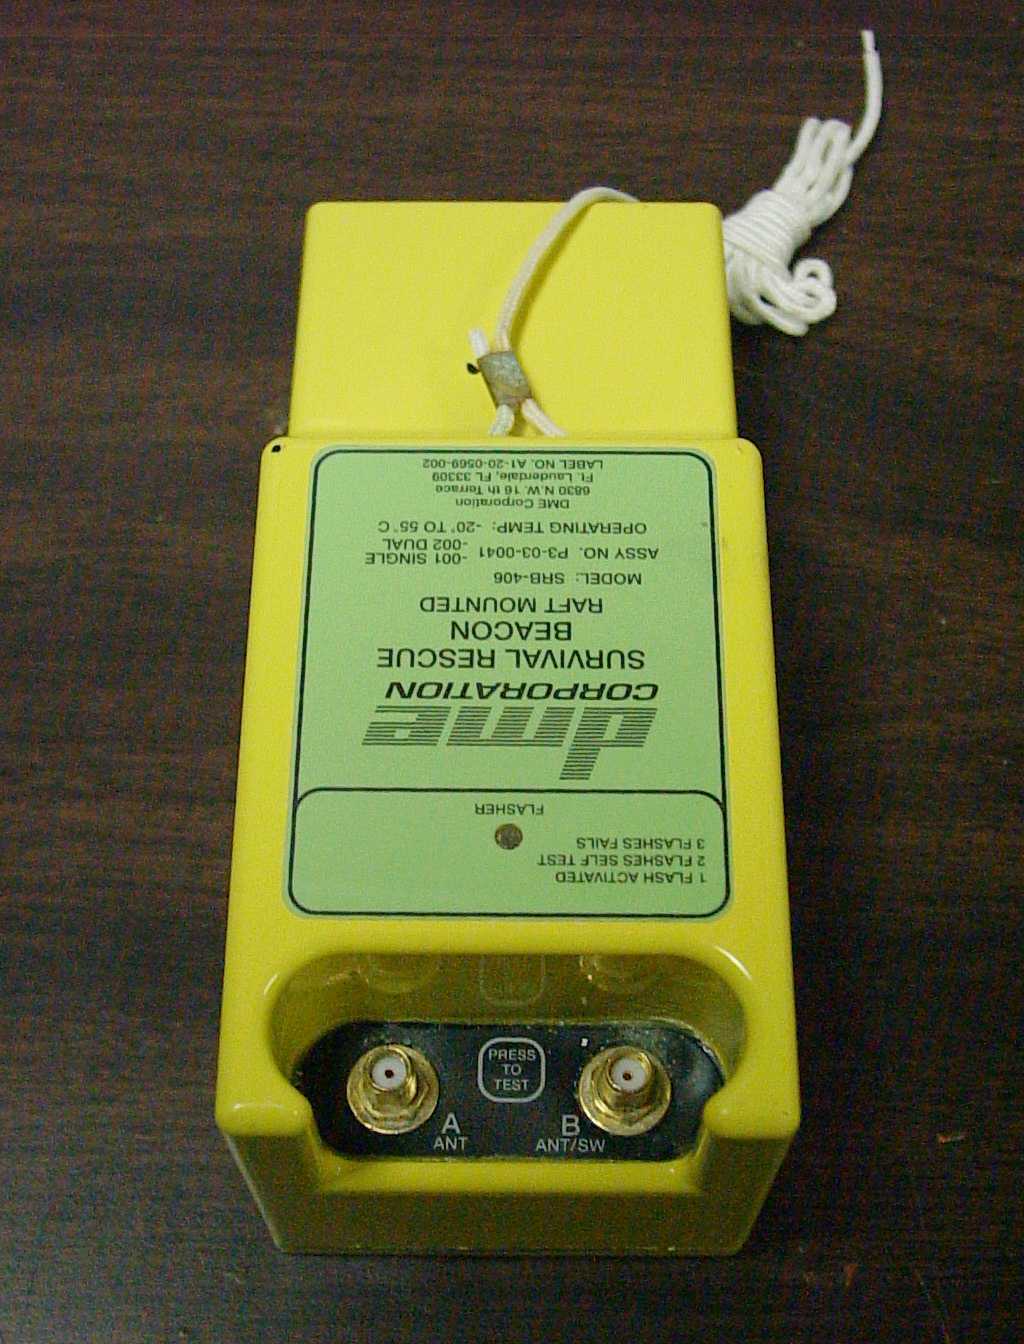 1 FLASH ACTIVATED
2 FLASHES SELF TEST
3 FLASHES FAILS
FLASHER
dme
CORPORATION
SURVIVAL RESCUE
BEACON
RAFT MOUNTED
MODEL: SRB-406
ASSY NO. P3-03-0041 -001 SINGLE
-002 DUAL
OPERATING TEMP: -20° TO 55°C
DME Corporation
6830 N.W. 16 th Terrace
Ft. Lauderdale, FL 33309
LABEL NO. A1-20-0569-002
PRESS
TO
TEST
A
ANT
B
ANT/SW